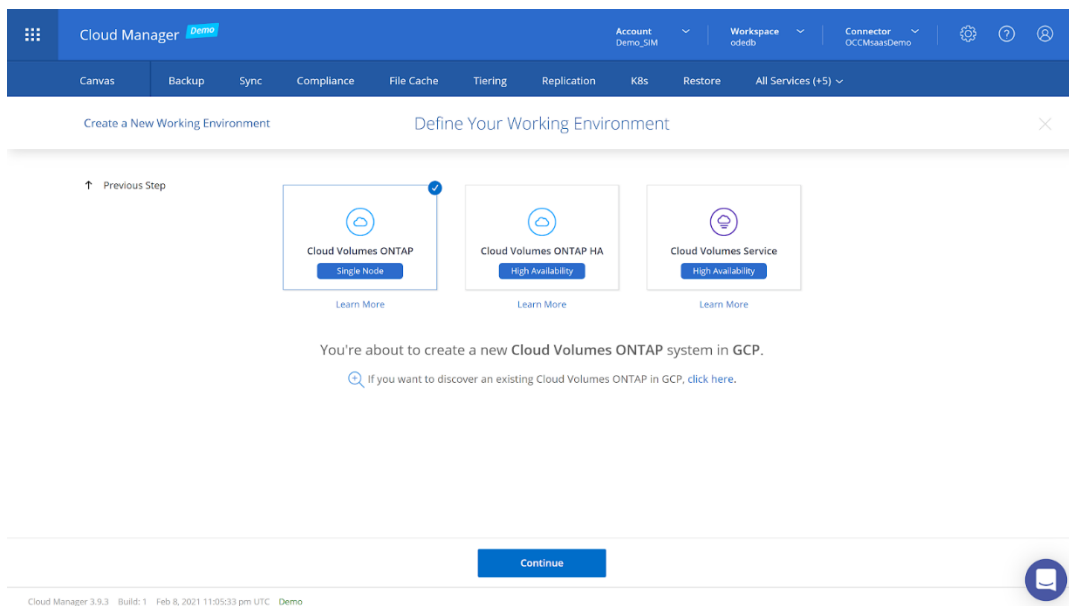 Cloud Manager Demo
Account
Demo_SIM
Workspace
odedb
Connector
OCCMsaasDemo
Canvas Backup Sync Compliance File Cache Tiering Replication K8s Restore All Services (+5)
Create a New Working Environment
Define Your Working Environment
Previous Step
Cloud Volumes ONTAP
Single Node
Learn More
Cloud Volumes ONTAP HA
High Availability
Learn More
Cloud Volumes Service
High Availability
Learn More
You're about to create a new Cloud Volumes ONTAP system in GCP.
If you want to discover an existing Cloud Volumes ONTAP in GCP, click here.
Continue
Cloud Manager 3.9.3 Build: 1 Feb 8, 2021 11:05:33 pm UTC Demo